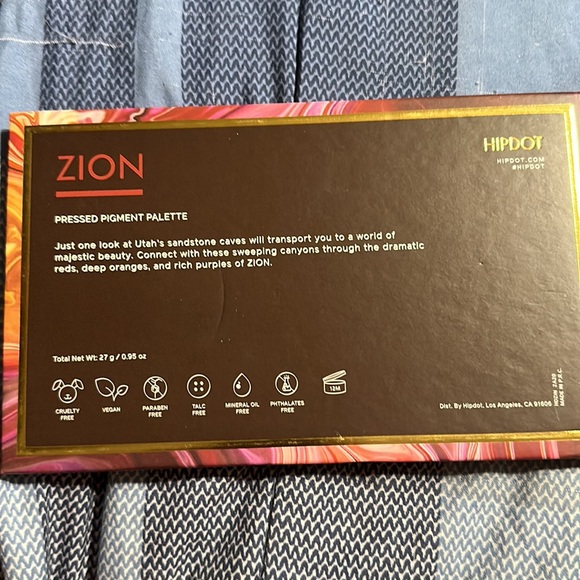 ZION
HIPDOT
HIPDOT.COM
#HIPDOT
PRESSED PIGMENT PALETTE
Just one look at Utah's sandstone caves will transport you to a world of
majestic beauty. Connect with these sweeping canyons through the dramatic
reds, deep oranges, and rich purples of ZION.
Total Net Wt: 27 g / 0.95 oz
CRUELTY
FREE
VEGAN
PARABEN
FREE
TALC
FREE
MINERAL OIL
FREE
PHTHALATES
FREE
12M
Dist. By Hipdot, Los Angeles, CA 91606
MADE IN P.R.C.